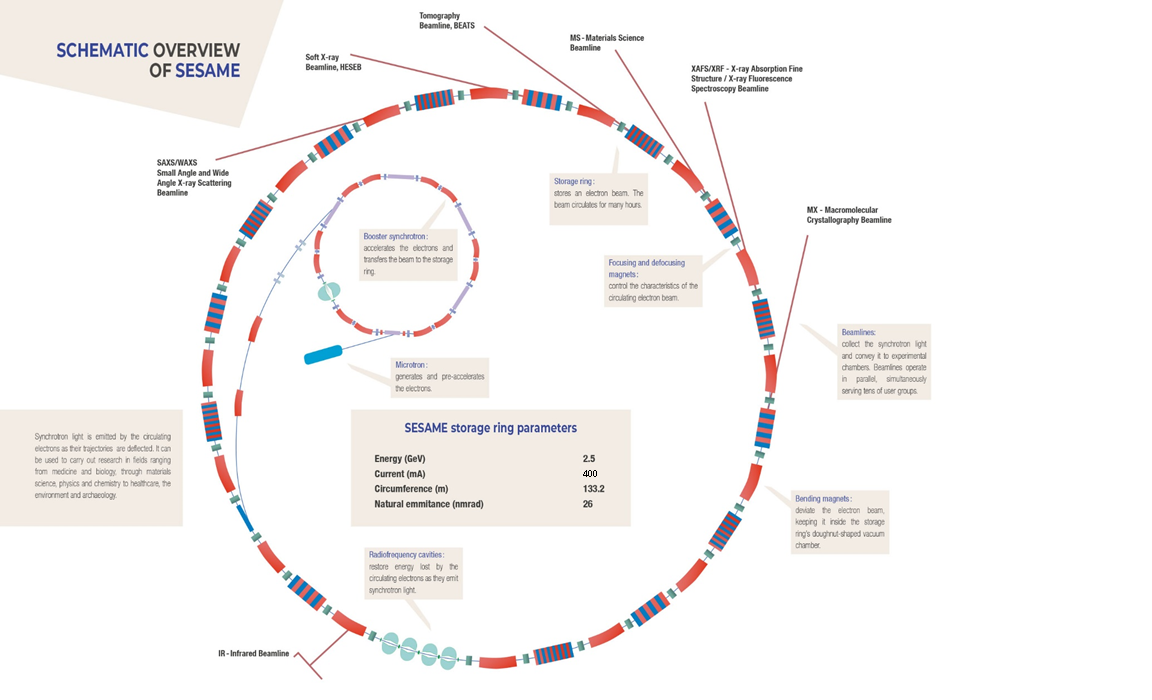 SCHEMATIC OVERVIEW
OF SESAME
Tomography
Beamline, BEATS
MS - Materials Science
Beamline
Soft X-ray
Beamline, HESEB
XAFS/XRF - X-ray Absorption Fine
Structure / X-ray Fluorescence
Spectroscopy Beamline
SAXS/WAXS
Small Angle and Wide
Angle X-ray Scattering
Beamline
Storage ring:
stores an electron beam. The
beam circulates for many hours.
MX - Macromolecular
Crystallography Beamline
Booster synchrotron:
accelerates the electrons and
transfers the beam to the storage
ring.
Focusing and defocusing
magnets:
control the characteristics of the
circulating electron beam.
Beamlines:
collect the synchrotron light
and convey it to experimental
chambers. Beamlines operate
in parallel, simultaneously
serving tens of user groups.
Microtron:
generates and pre-accelerates
the electrons.
Synchrotron light is emitted by the circulating
electrons as their trajectories are deflected. It can
be used to carry out research in fields ranging
from medicine and biology, through materials
science, physics and chemistry to healthcare, the
environment and archaeology.
SESAME storage ring parameters
Energy (GeV) 2.5
Current (mA) 400
Circumference (m) 133.2
Natural emmitance (nmrad) 26
Bending magnets:
deviate the electron beam,
keeping it inside the storage
ring's doughnut-shaped vacuum
chamber.
Radiofrequency cavities:
restore energy lost by the
circulating electrons as they emit
synchrotron light.
IR - Infrared Beamline